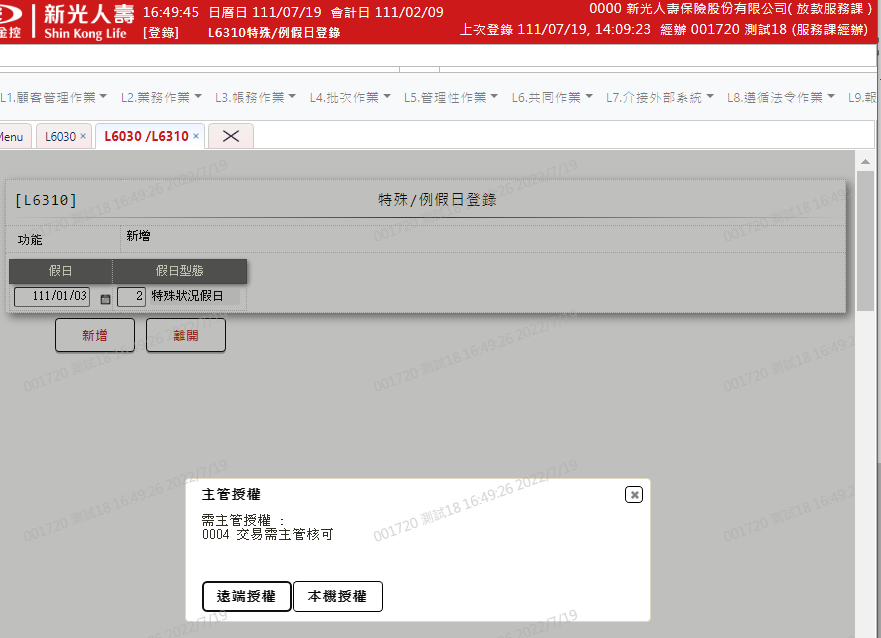 新光人壽
金控 Shin Kong Life
16:49:45 日曆日 111/07/19 會計日 111/02/09
[登錄] L6310特殊/例假日登錄
0000 新光人壽保險股份有限公司( 放款服務課 )
上次登錄 111/07/19, 14:09:23 經辦 001720 測試18 (服務課經辦)
L1.顧客管理作業 L2.業務作業 L3.帳務作業 L4.批次作業 L5.管理性作業 L6.共同作業 L7.介接外部系統 L8.遵循法令作業 L9.報
Menu L6030 × L6030 /L6310 ×
[L6310] 特殊/例假日登錄
功能 新增
假日 假日型態
111/01/03 2 特殊狀況假日
新增 離開
主管授權
需主管授權 :
0004 交易需主管核可
遠端授權 本機授權
001720 測試18 16:49:26 2022/7/19